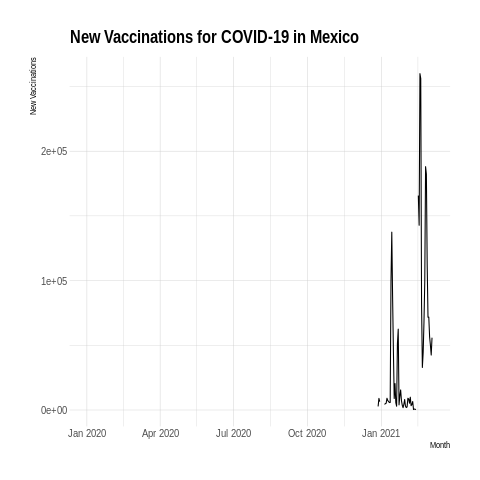 New Vaccinations for COVID-19 in Mexico
New Vaccinations
2e+05
1e+05
0e+00
Jan 2020
Apr 2020
Jul 2020
Oct 2020
Jan 2021
Month